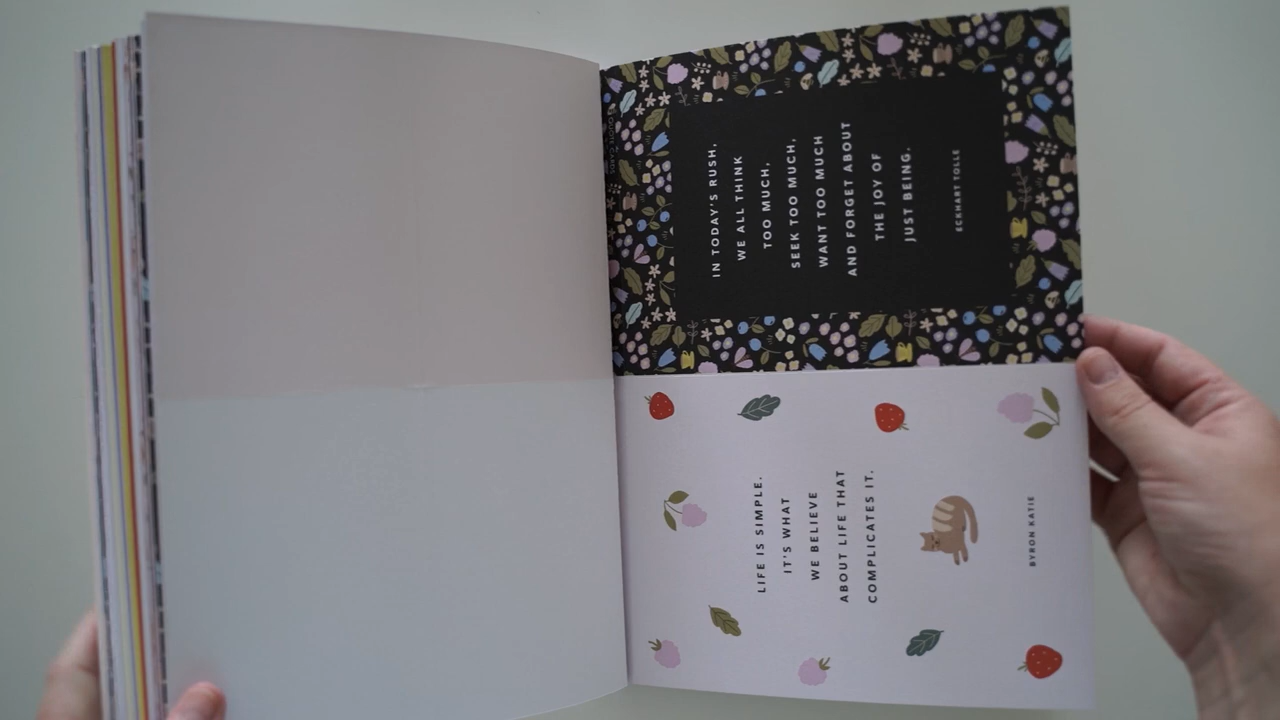 QUOTE CARDS
IN TODAY'S RUSH,
WE ALL THINK
TOO MUCH,
SEEK TOO MUCH,
WANT TOO MUCH
AND FORGET ABOUT
THE JOY OF
JUST BEING.
ECKHART TOLLE
LIFE IS SIMPLE.
IT'S WHAT
WE BELIEVE
ABOUT LIFE THAT
COMPLICATES IT.
BYRON KATIE